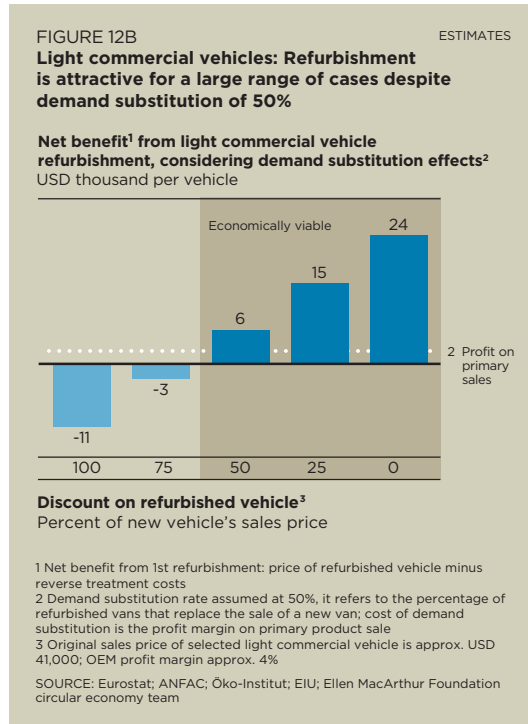 FIGURE 12B
ESTIMATES
Light commercial vehicles: Refurbishment
is attractive for a large range of cases despite
demand substitution of 50%
Net benefit¹ from light commercial vehicle
refurbishment, considering demand substitution effects²
USD thousand per vehicle
Economically viable
24
15
6
2 Profit on
primary
sales
-3
-11
100 75 50 25 0
Discount on refurbished vehicle³
Percent of new vehicle's sales price
1 Net benefit from 1st refurbishment: price of refurbished vehicle minus
reverse treatment costs
2 Demand substitution rate assumed at 50%, it refers to the percentage of
refurbished vans that replace the sale of a new van; cost of demand
substitution is the profit margin on primary product sale
3 Original sales price of selected light commercial vehicle is approx. USD
41,000; OEM profit margin approx. 4%
SOURCE: Eurostat; ANFAC; Öko-Institut; EIU; Ellen MacArthur Foundation
circular economy team